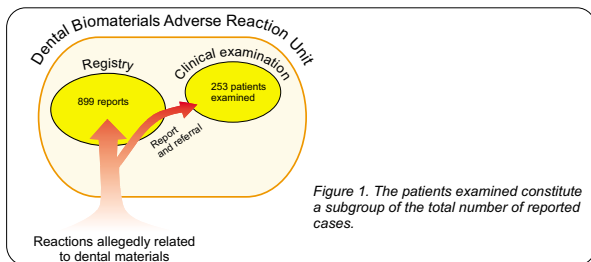 Dental Biomaterials Adverse Reaction Unit
Registry
Clinical examination
899 reports
253 patients
examined
Report
and referral
Figure 1. The patients examined constitute
a subgroup of the total number of reported
cases.
Reactions allegedly related
to dental materials